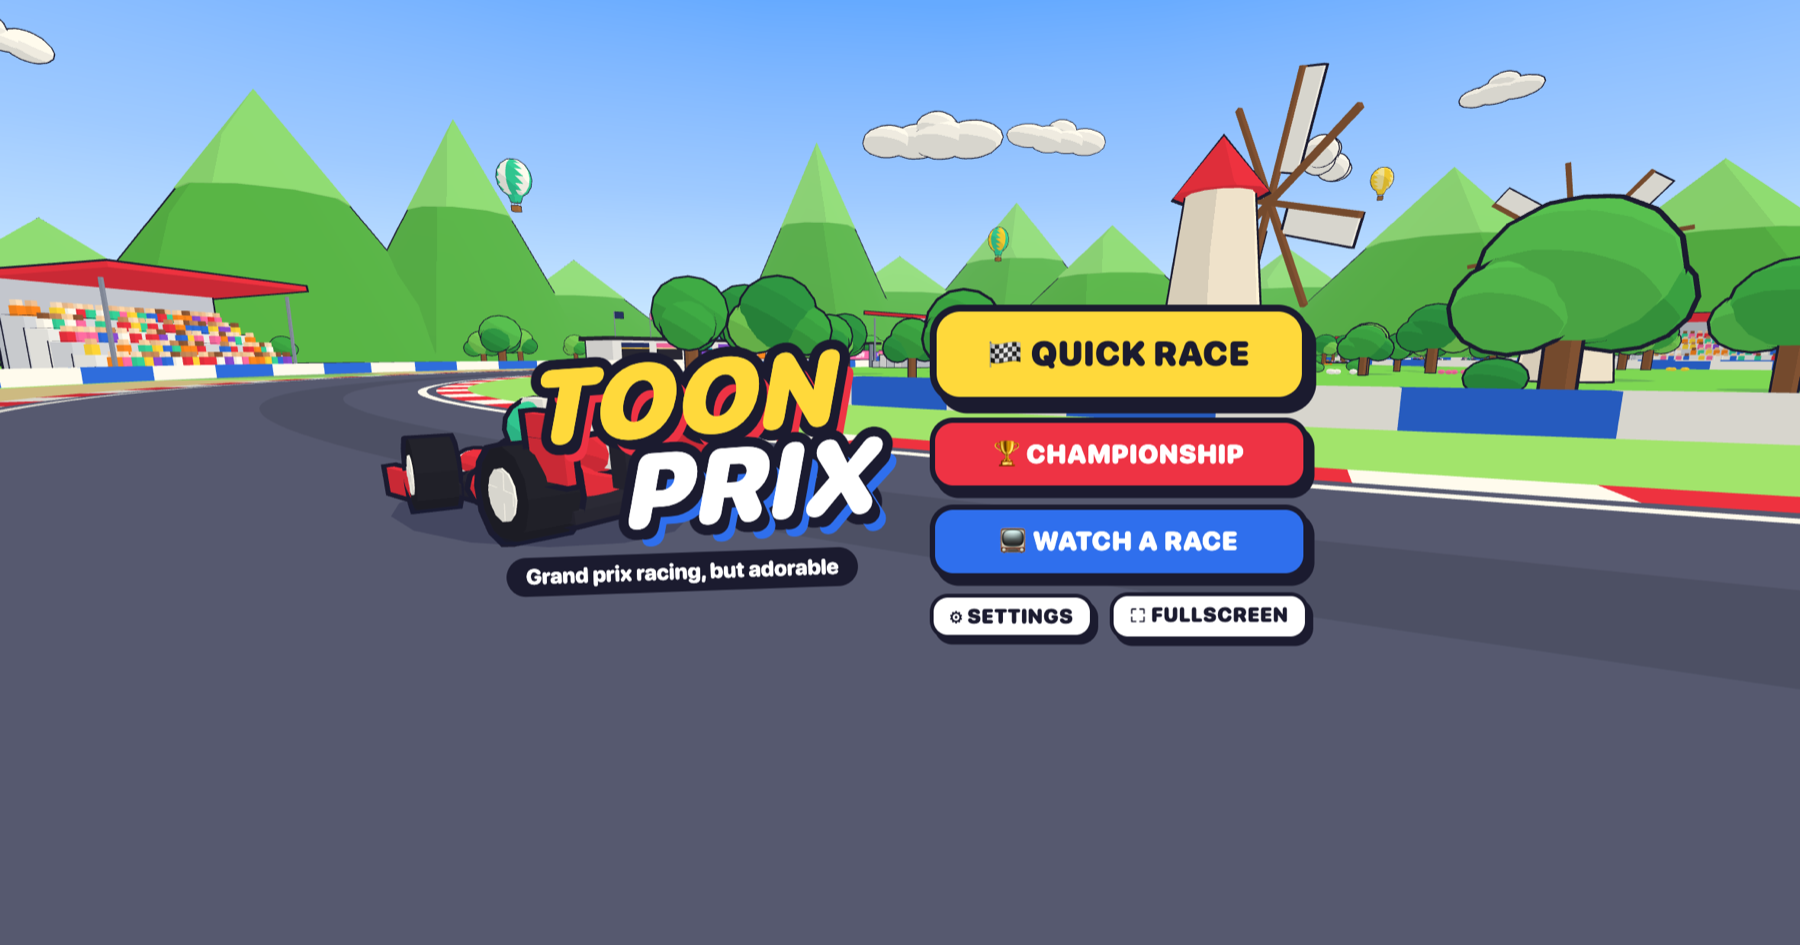 TOON
PRIX
Grand prix racing, but adorable
QUICK RACE
CHAMPIONSHIP
WATCH A RACE
SETTINGS
FULLSCREEN